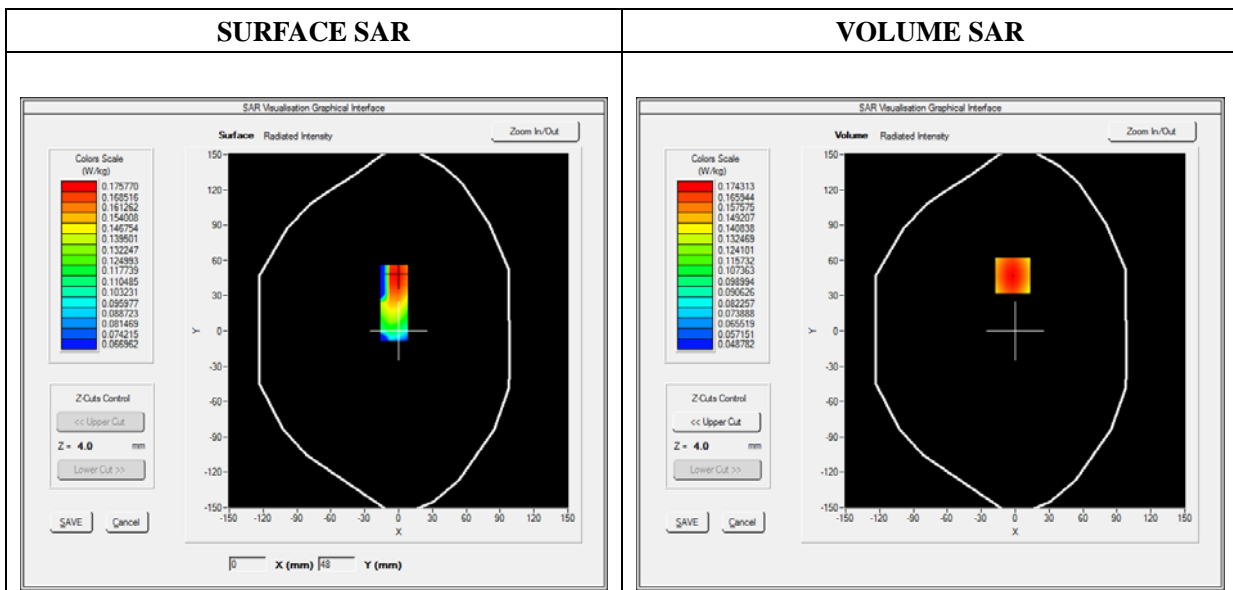 SURFACE SAR
VOLUME SAR
SAR Visualisation Graphical Interface
Surface Radiated Intensity
Zoom In/Out
Colors Scale
(W/kg)
0.175770
0.168516
0.161262
0.154008
0.146754
0.139501
0.132247
0.124993
0.117739
0.110485
0.103231
0.095977
0.088723
0.081469
0.074215
0.066962
Z-Cuts Control
<< Upper Cut
Z = 4.0 mm
Lower Cut >>
SAVE Cancel
150
120
90
60
30
0
-30
-60
-90
-120
-150
Y
-150 -120 -90 -60 -30 0 30 60 90 120 150
X
0 X (mm) 48 Y (mm)
SAR Visualisation Graphical Interface
Volume Radiated Intensity
Zoom In/Out
Colors Scale
(W/kg)
0.174313
0.165944
0.157575
0.149207
0.140838
0.132469
0.124101
0.115732
0.107363
0.098994
0.090626
0.082257
0.073888
0.065519
0.057151
0.048782
Z-Cuts Control
<< Upper Cut
Z = 4.0 mm
Lower Cut >>
SAVE Cancel
150
120
90
60
30
0
-30
-60
-90
-120
-150
Y
-150 -120 -90 -60 -30 0 30 60 90 120 150
X